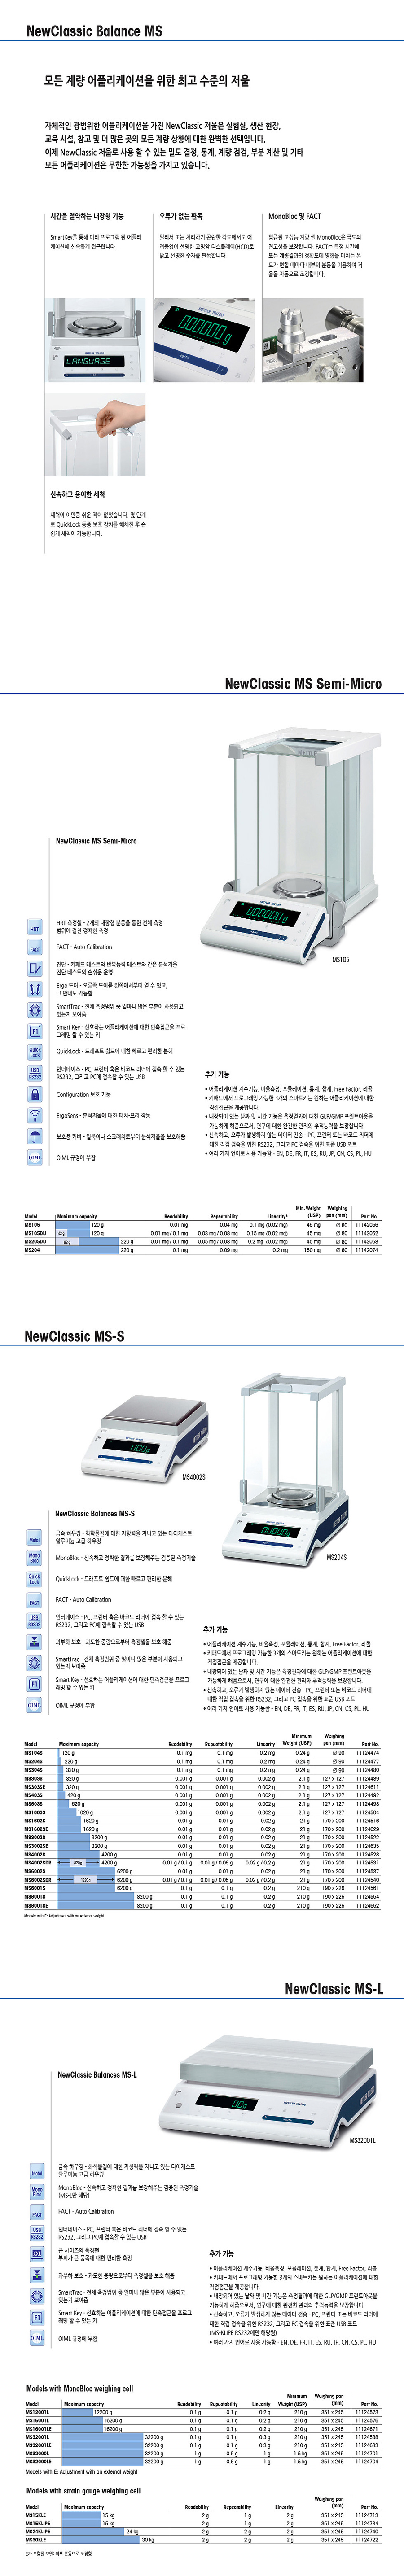 NewClassic Balance MS
모든 계량 어플리케이션을 위한 최고 수준의 저울
자체적인 광범위한 어플리케이션을 가진 NewClassic 저울은 실험실, 생산 현장,
교육 시설, 창고 및 더 많은 곳의 모든 계량 상황에 대한 완벽한 선택입니다.
이제 NewClassic 저울로 사용 할 수 있는 밀도 결정, 통계, 계량 점검, 부분 계산 및 기타
모든 어플리케이션은 무한한 가능성을 가지고 있습니다.
시간을 절약하는 내장형 기능
SmartKey를 통해 미리 프로그램 된 어플리
케이션에 신속하게 접근합니다.
오류가 없는 판독
멀리서 또는 처리하기 곤란한 각도에서도 어
려움없이 선명한 고명암 디스플레이(HCD)로
밝고 선명한 숫자를 판독합니다.
MonoBloc 및 FACT
입증된 고성능 계량 셀 MonoBloc은 극도의
견고성을 보장합니다. FACT는 특정 시간에
또는 계량결과의 정확도에 영향을 미치는 온
도가 변할 때마다 내부의 분동을 이용하여 저
울을 자동으로 조정합니다.
LANGUAGE
신속하고 용이한 세척
세척이 이만큼 쉬운 적이 없었습니다. 몇 단계
로 QuickLock 돌풍 보호 장치를 해체한 후 손
쉽게 세척이 가능합니다.
NewClassic MS Semi-Micro
NewClassic MS Semi-Micro
MS105
HRT
HRT 측정셀 - 2개의 내장형 분동을 통한 전체 측정
범위에 걸친 정확한 측정
FACT
FACT - Auto Calibration
진단 - 키패드 테스트와 반복능력 테스트와 같은 분석저울
진단 테스트의 손쉬운 운영
Ergo 도어 - 오른쪽 도어를 왼쪽에서부터 열 수 있고,
그 반대도 가능함
SmartTrac - 전체 측정범위 중 얼마나 많은 부분이 사용되고
있는지 보여줌
F1
Smart Key - 선호하는 어플리케이션에 대한 단축접근을 프로
그래밍 할 수 있는 키
Quick Lock
QuickLock - 드래프트 쉴드에 대한 빠르고 편리한 분해
USB RS232
인터페이스 - PC, 프린터 혹은 바코드 리더에 접속 할 수 있는
RS232, 그리고 PC에 접속할 수 있는 USB
Configuration 보호 기능
ErgoSens - 분석저울에 대한 터치-프리 작동
보호용 커버 - 얼룩이나 스크래치로부터 분석저울을 보호해줌
OIML
OIML 규정에 부합
추가 기능
• 어플리케이션 계수기능, 비율측정, 포뮬레이션, 통계, 합계, Free Factor, 리콜
• 키패드에서 프로그래밍 가능한 3개의 스마트키는 원하는 어플리케이션에 대한
직접접근을 제공합니다.
• 내장되어 있는 날짜 및 시간 기능은 측정결과에 대한 GLP/GMP 프린트아웃을
가능하게 해줌으로서, 연구에 대한 완전한 관리와 추적능력을 보장합니다.
• 신속하고, 오류가 발생하지 않는 데이터 전송 - PC, 프린터 또는 바코드 리더에
대한 직접 접속을 위한 RS232, 그리고 PC 접속을 위한 표준 USB 포트
• 여러 가지 언어로 사용 가능함 - EN, DE, FR, IT, ES, RU, JP, CN, CS, PL, HU
Model Maximum capacity Readability Repeatability Linearity* Min. Weight (USP) Weighing pan (mm) Part No.
MS105 120 g 0.01 mg 0.04 mg 0.1 mg (0.02 mg) 45 mg ∅ 80 11142056
MS105DU 42 g 120 g 0.01 mg / 0.1 mg 0.03 mg / 0.08 mg 0.15 mg (0.02 mg) 45 mg ∅ 80 11142062
MS205DU 82 g 220 g 0.01 mg / 0.1 mg 0.05 mg / 0.08 mg 0.2 mg (0.02 mg) 45 mg ∅ 80 11142068
MS204 220 g 0.1 mg 0.09 mg 0.2 mg 150 mg ∅ 80 11142074
NewClassic MS-S
MS4002S
MS204S
NewClassic Balances MS-S
Metal
금속 하우징 - 화학물질에 대한 저항력을 지니고 있는 다이캐스트
알루미늄 고급 하우징
Mono Bloc
MonoBloc - 신속하고 정확한 결과를 보장해주는 검증된 측정기술
Quick Lock
QuickLock - 드래프트 쉴드에 대한 빠르고 편리한 분해
FACT
FACT - Auto Calibration
USB RS232
인터페이스 - PC, 프린터 혹은 바코드 리더에 접속 할 수 있는
RS232, 그리고 PC에 접속할 수 있는 USB
과부하 보호 - 과도한 중량으로부터 측정셀을 보호 해줌
SmartTrac - 전체 측정범위 중 얼마나 많은 부분이 사용되고
있는지 보여줌
F1
Smart Key - 선호하는 어플리케이션에 대한 단축접근을 프로그
래밍 할 수 있는 키
OIML
OIML 규정에 부합
추가 기능
• 어플리케이션 계수기능, 비율측정, 포뮬레이션, 통계, 합계, Free Factor, 리콜
• 키패드에서 프로그래밍 가능한 3개의 스마트키는 원하는 어플리케이션에 대한
직접접근을 제공합니다.
• 내장되어 있는 날짜 및 시간 기능은 측정결과에 대한 GLP/GMP 프린트아웃을
가능하게 해줌으로서, 연구에 대한 완전한 관리와 추적능력을 보장합니다.
• 신속하고, 오류가 발생하지 않는 데이터 전송 - PC, 프린터 또는 바코드 리더에
대한 직접 접속을 위한 RS232, 그리고 PC 접속을 위한 표준 USB 포트
• 여러 가지 언어로 사용 가능함 - EN, DE, FR, IT, ES, RU, JP, CN, CS, PL, HU
Model Maximum capacity Readability Repeatability Linearity Minimum Weight (USP) Weighing pan (mm) Part No.
MS104S 120 g 0.1 mg 0.1 mg 0.2 mg 0.24 g ∅ 90 11124474
MS204S 220 g 0.1 mg 0.1 mg 0.2 mg 0.24 g ∅ 90 11124477
MS304S 320 g 0.1 mg 0.1 mg 0.2 mg 0.24 g ∅ 90 11124480
MS303S 320 g 0.001 g 0.001 g 0.002 g 2.1 g 127 x 127 11124489
MS303SE 320 g 0.001 g 0.001 g 0.002 g 2.1 g 127 x 127 11124611
MS403S 420 g 0.001 g 0.001 g 0.002 g 2.1 g 127 x 127 11124492
MS603S 620 g 0.001 g 0.001 g 0.002 g 2.1 g 127 x 127 11124498
MS1003S 1020 g 0.001 g 0.001 g 0.002 g 2.1 g 127 x 127 11124504
MS1602S 1620 g 0.01 g 0.01 g 0.02 g 21 g 170 x 200 11124516
MS1602SE 1620 g 0.01 g 0.01 g 0.02 g 21 g 170 x 200 11124629
MS3002S 3200 g 0.01 g 0.01 g 0.02 g 21 g 170 x 200 11124522
MS3002SE 3200 g 0.01 g 0.01 g 0.02 g 21 g 170 x 200 11124635
MS4002S 4200 g 0.01 g 0.01 g 0.02 g 21 g 170 x 200 11124528
MS4002SDR 800 g 4200 g 0.01 g / 0.1 g 0.01 g / 0.06 g 0.02 g / 0.2 g 21 g 170 x 200 11124531
MS6002S 6200 g 0.01 g 0.01 g 0.02 g 21 g 170 x 200 11124537
MS6002SDR 1200 g 6200 g 0.01 g / 0.1 g 0.01 g / 0.06 g 0.02 g / 0.2 g 21 g 170 x 200 11124540
MS6001S 6200 g 0.1 g 0.1 g 0.2 g 210 g 190 x 226 11124561
MS8001S 8200 g 0.1 g 0.1 g 0.2 g 210 g 190 x 226 11124564
MS8001SE 8200 g 0.1 g 0.1 g 0.2 g 210 g 190 x 226 11124662
Models with E: Adjustment with an external weight
NewClassic MS-L
NewClassic Balances MS-L
MS32001L
Metal
금속 하우징 - 화학물질에 대한 저항력을 지니고 있는 다이캐스트
알루미늄 고급 하우징
Mono Bloc
MonoBloc - 신속하고 정확한 결과를 보장해주는 검증된 측정기술
(MS-L만 해당)
FACT
FACT - Auto Calibration
USB RS232
인터페이스 - PC, 프린터 혹은 바코드 리더에 접속 할 수 있는
RS232, 그리고 PC에 접속할 수 있는 USB
XXL
큰 사이즈의 측정팬
부피가 큰 품목에 대한 편리한 측정
과부하 보호 - 과도한 중량으로부터 측정셀을 보호 해줌
SmartTrac - 전체 측정범위 중 얼마나 많은 부분이 사용되고
있는지 보여줌
F1
Smart Key - 선호하는 어플리케이션에 대한 단축접근을 프로그
래밍 할 수 있는 키
OIML
OIML 규정에 부합
추가 기능
• 어플리케이션 계수기능, 비율측정, 포뮬레이션, 통계, 합계, Free Factor, 리콜
• 키패드에서 프로그래밍 가능한 3개의 스마트키는 원하는 어플리케이션에 대한
직접접근을 제공합니다.
• 내장되어 있는 날짜 및 시간 기능은 측정결과에 대한 GLP/GMP 프린트아웃을
가능하게 해줌으로서, 연구에 대한 완전한 관리와 추적능력을 보장합니다.
• 신속하고, 오류가 발생하지 않는 데이터 전송 - PC, 프린터 또는 바코드 리더에
대한 직접 접속을 위한 RS232, 그리고 PC 접속을 위한 표준 USB 포트
(MS-KLIPE RS232에만 해당됨)
• 여러 가지 언어로 사용 가능함 - EN, DE, FR, IT, ES, RU, JP, CN, CS, PL, HU
Models with MonoBloc weighing cell
Model Maximum capacity Readability Repeatability Linearity Minimum Weight (USP) Weighing pan (mm) Part No.
MS12001L 12200 g 0.1 g 0.1 g 0.2 g 210 g 351 x 245 11124573
MS16001L 16200 g 0.1 g 0.1 g 0.2 g 210 g 351 x 245 11124576
MS16001LE 16200 g 0.1 g 0.1 g 0.2 g 210 g 351 x 245 11124671
MS32001L 32200 g 0.1 g 0.1 g 0.3 g 210 g 351 x 245 11124588
MS32001LE 32200 g 0.1 g 0.1 g 0.3 g 210 g 351 x 245 11124683
MS32000L 32200 g 1 g 0.5 g 1 g 1.5 kg 351 x 245 11124701
MS32000LE 32200 g 1 g 0.5 g 1 g 1.5 kg 351 x 245 11124704
Models with E: Adjustment with an external weight
Models with strain gauge weighing cell
Model Maximum capacity Readability Repeatability Linearity Weighing pan (mm) Part No.
MS15KLE 15 kg 2 g 1 g 2 g 351 x 245 11124713
MS15KLIPE 15 kg 2 g 1 g 2 g 351 x 245 11124734
MS24KLIPE 24 kg 2 g 2 g 2 g 351 x 245 11124740
MS30KLE 30 kg 2 g 2 g 2 g 351 x 245 11124722
E가 포함된 모델: 외부 분동으로 조정함